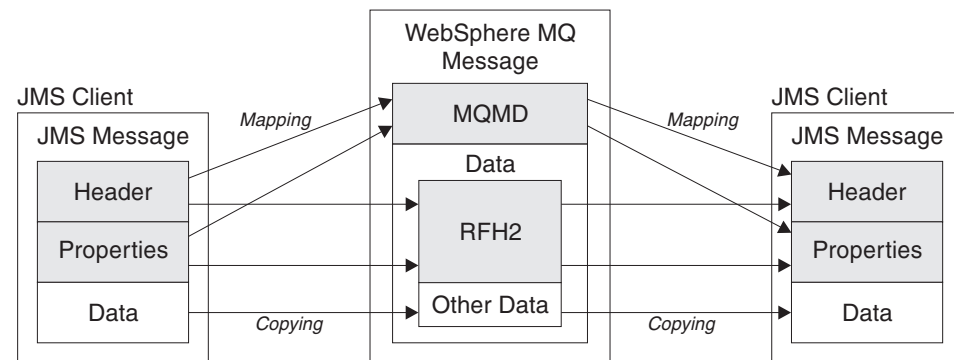 WebSphere MQ
Message
JMS Client
JMS Message
Header
Properties
Data
Mapping
Copying
MQMD
Data
RFH2
Other Data
Mapping
Copying
JMS Client
JMS Message
Header
Properties
Data